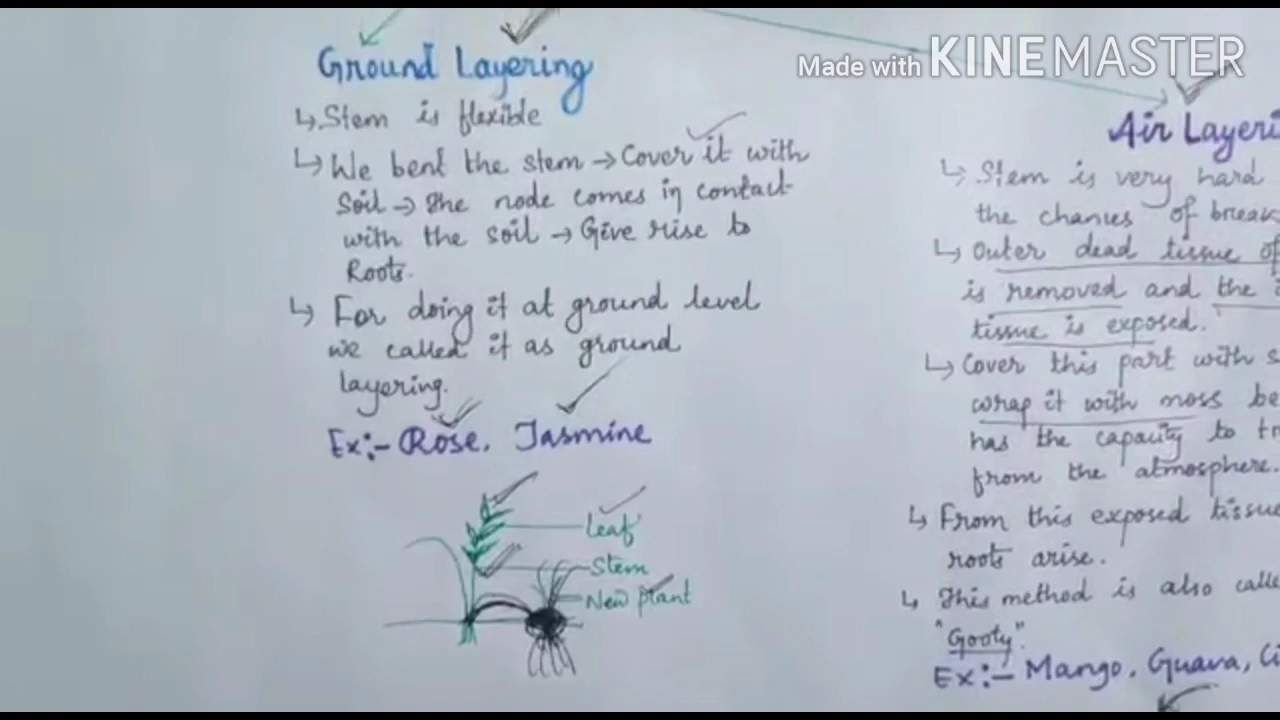 Made with KINEMASTER
Ground Layering
↳ Stem is flexible
↳ We bent the stem → Cover it with
Soil → The node comes in contact
with the soil → Give rise to
Roots.
↳ For doing it at ground level
we called it as ground
layering.
Ex:- Rose, Jasmine
Leaf
Stem
New plant
Air Layeri
↳ Stem is very hard
the chances of break
↳ Outer dead tissue of
is removed and the i
tissue is exposed.
↳ Cover this part with s
wrap it with moss be
has the capacity to tr
from the atmosphere.
↳ From this exposed tissue
roots arise.
↳ This method is also calle
"Gooty".
Ex:- Mango, Guava, Ci